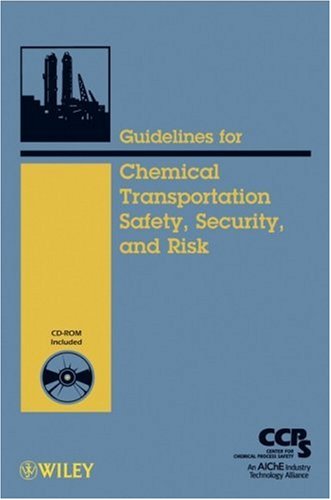 Guidelines for
Chemical
Transportation
Safety, Security,
and Risk
CD-ROM
Included
WILEY
CCPS
CENTER FOR
CHEMICAL PROCESS SAFETY
An AIChE Industry
Technology Alliance